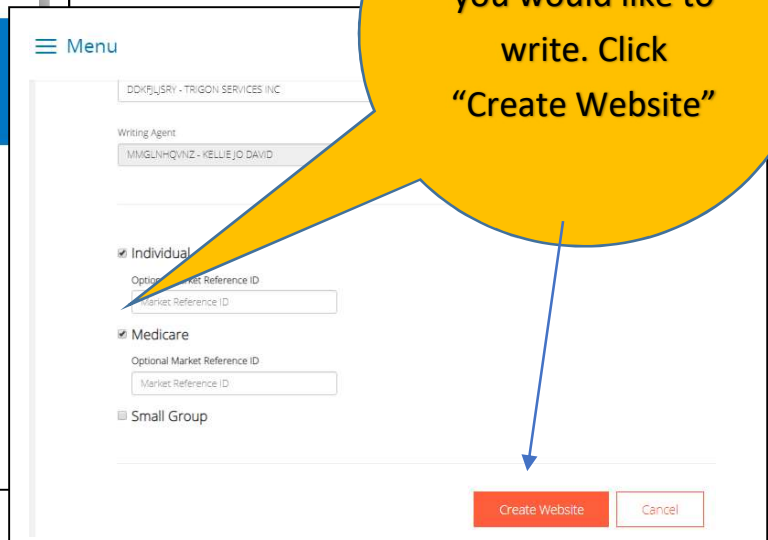 you would like to
write. Click
“Create Website”
Menu
DDKFJLJSRY - TRIGON SERVICES INC
Writing Agent
MMGLNHQVNZ - KELLIE JO DAVID
Individual
Optional Market Reference ID
Market Reference ID
Medicare
Optional Market Reference ID
Market Reference ID
Small Group
Create Website
Cancel